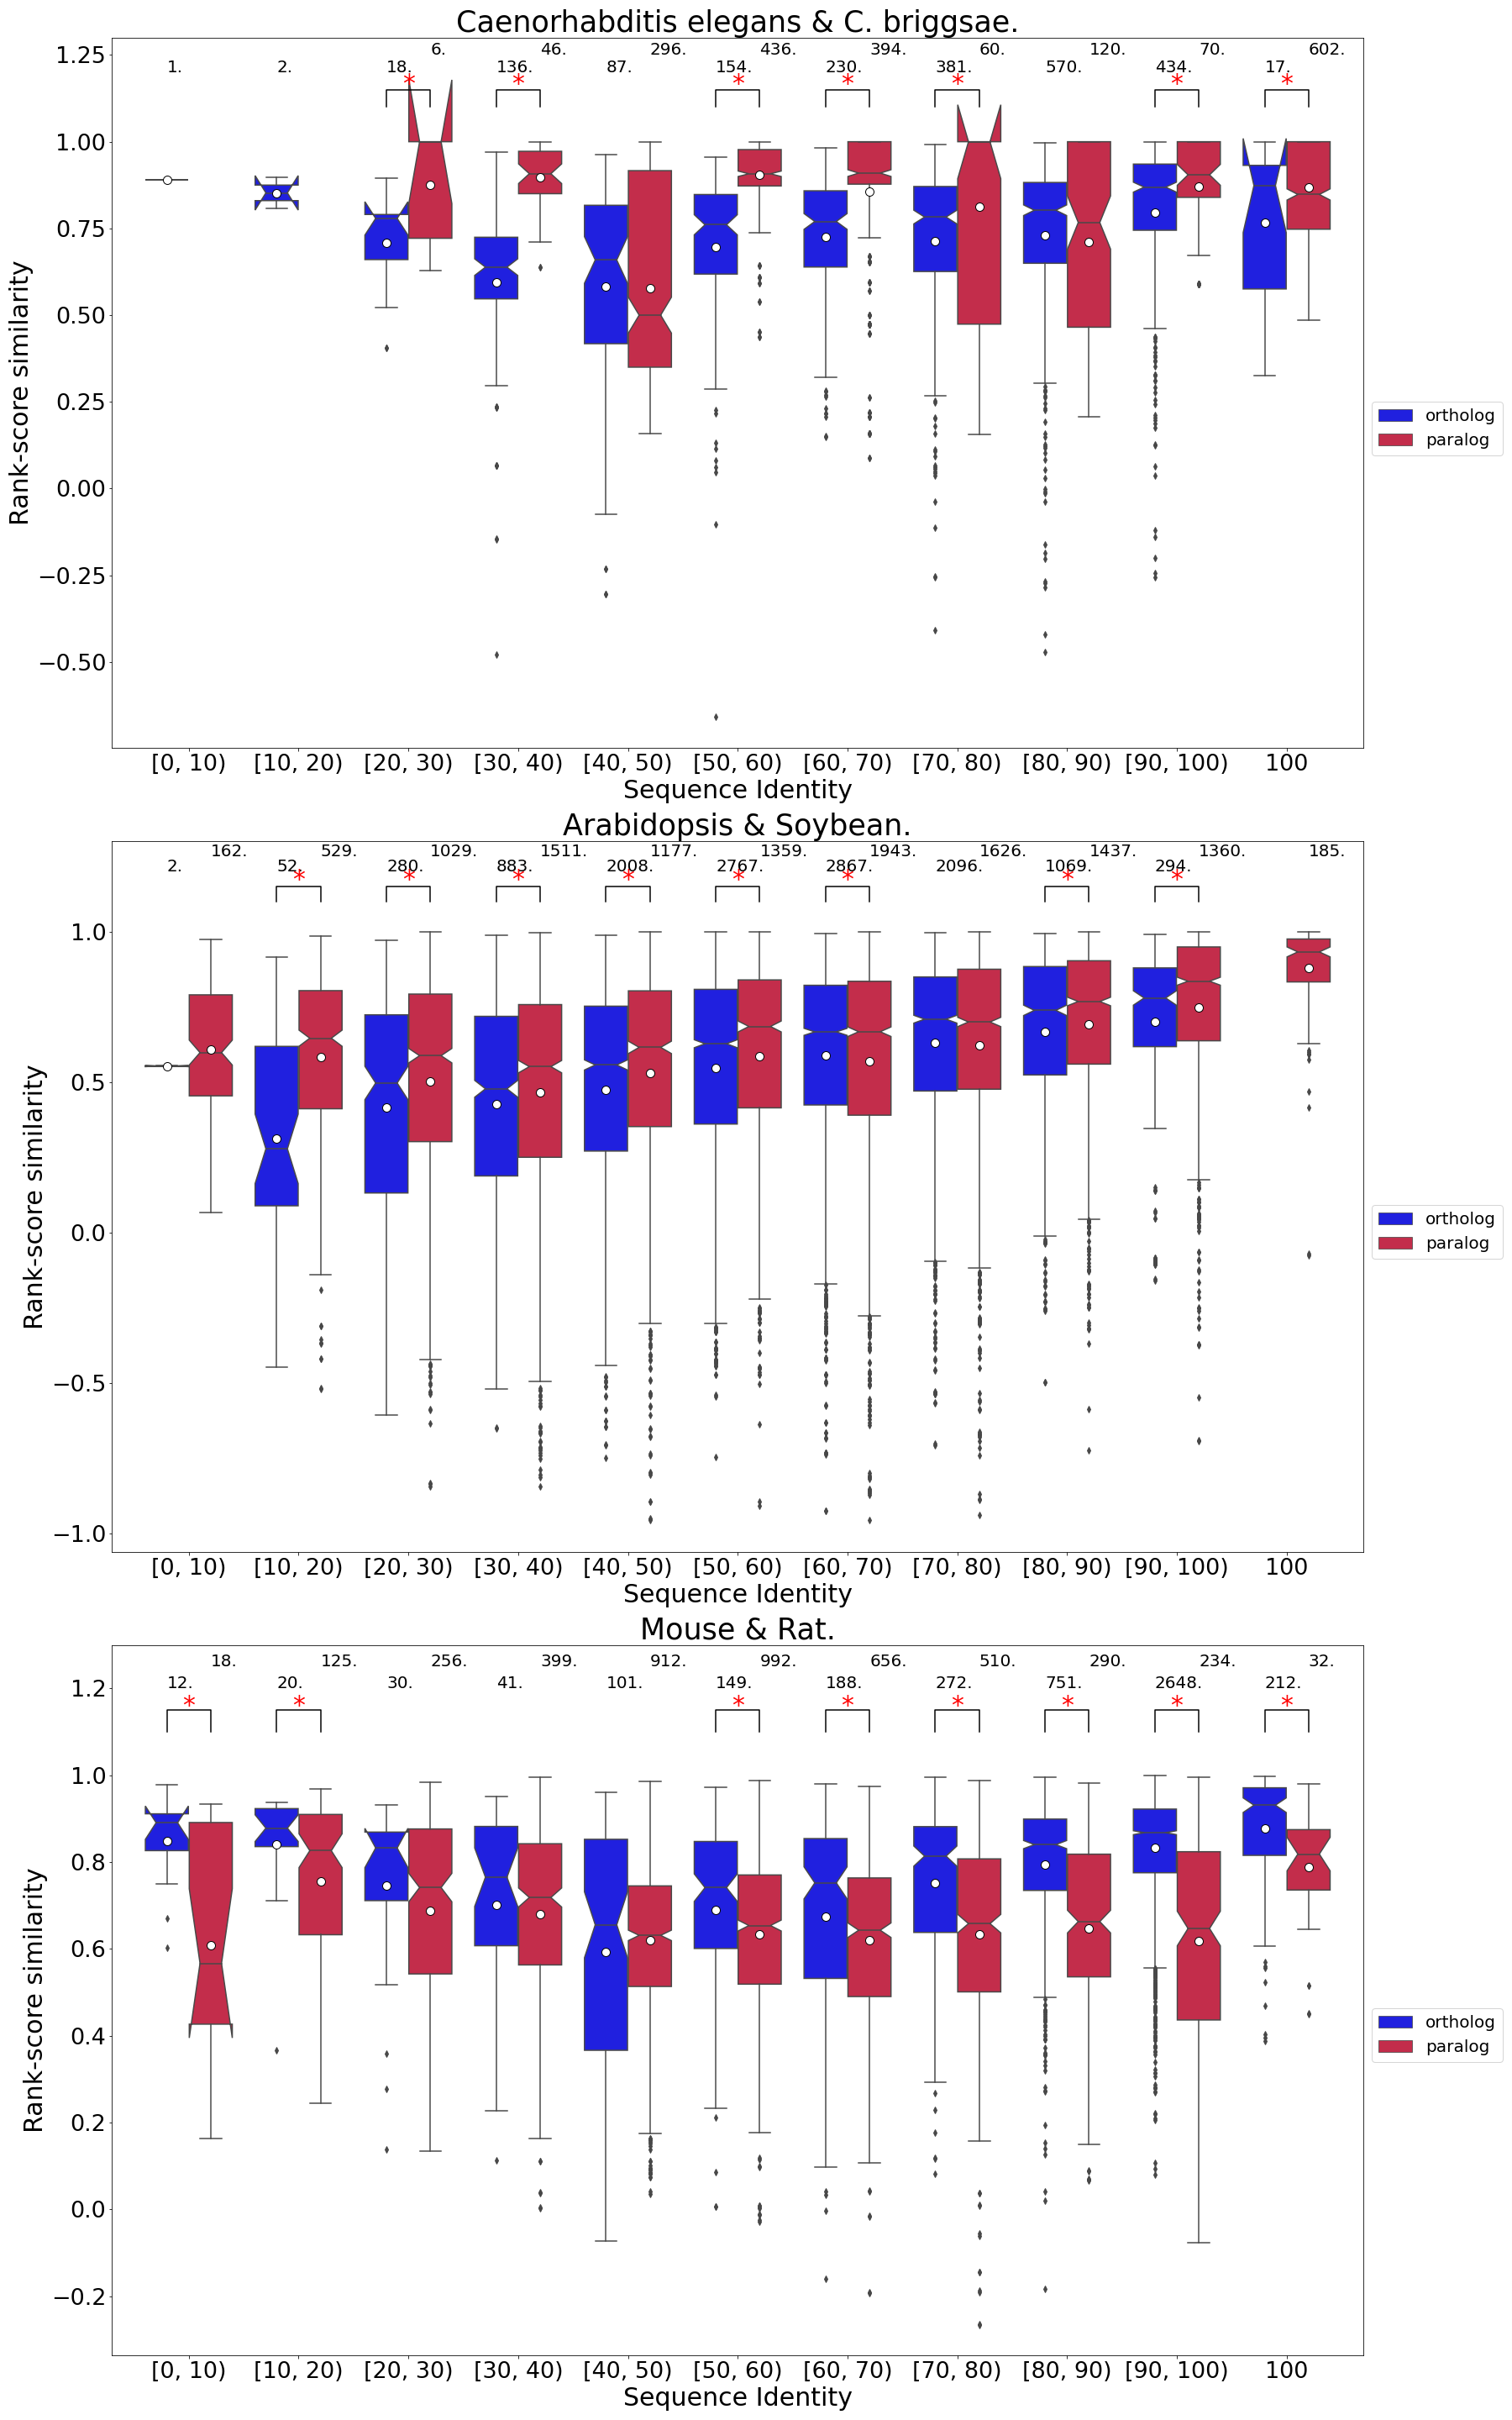 Caenorhabditis elegans & C. briggsae.
6. 46. 296. 436. 394. 60. 120. 70. 602.
1. 2. 18. 136. 87. 154. 230. 381. 570. 434. 17.
* * * * * * *
1.25
1.00
0.75
0.50
0.25
0.00
−0.25
−0.50
Rank-score similarity
ortholog
paralog
[0, 10) [10, 20) [20, 30) [30, 40) [40, 50) [50, 60) [60, 70) [70, 80) [80, 90) [90, 100) 100
Sequence Identity
Arabidopsis & Soybean.
162. 529. 1029. 1511. 1177. 1359. 1943. 1626. 1437. 1360. 185.
2. 52. 280. 883. 2008. 2767. 2867. 2096. 1069. 294.
* * * * * * * *
1.0
0.5
0.0
−0.5
−1.0
Rank-score similarity
ortholog
paralog
[0, 10) [10, 20) [20, 30) [30, 40) [40, 50) [50, 60) [60, 70) [70, 80) [80, 90) [90, 100) 100
Sequence Identity
Mouse & Rat.
18. 125. 256. 399. 912. 992. 656. 510. 290. 234. 32.
12. 20. 30. 41. 101. 149. 188. 272. 751. 2648. 212.
* * * * * * * *
1.2
1.0
0.8
0.6
0.4
0.2
0.0
−0.2
Rank-score similarity
ortholog
paralog
[0, 10) [10, 20) [20, 30) [30, 40) [40, 50) [50, 60) [60, 70) [70, 80) [80, 90) [90, 100) 100
Sequence Identity